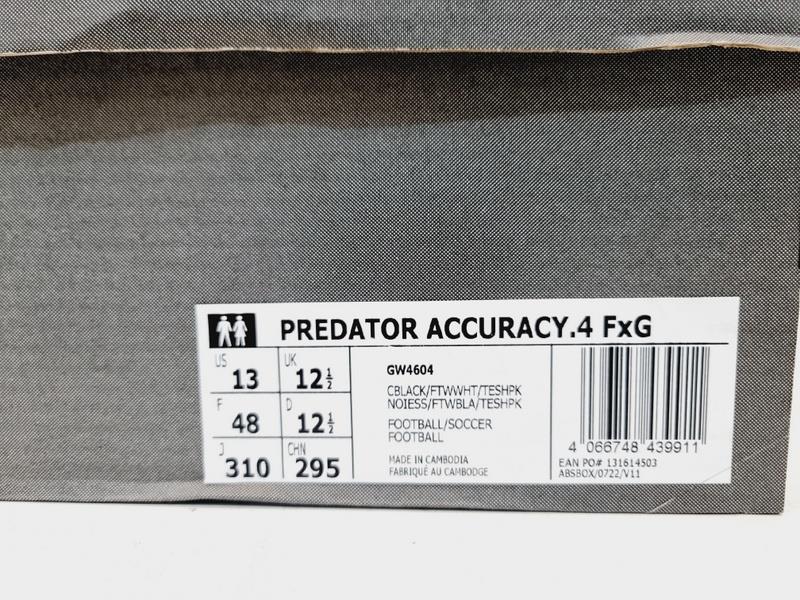 PREDATOR ACCURACY.4 FxG
US 13 UK 12½
F 48 D 12½
J 310 CHN 295
GW4604
CBLACK/FTWWHT/TESHPK
NOIESS/FTWBLA/TESHPK
FOOTBALL/SOCCER
FOOTBALL
MADE IN CAMBODIA
FABRIQUÉ AU CAMBODGE
4 066748 439911
EAN PO# 131614503
ABSBOX/0722/V11